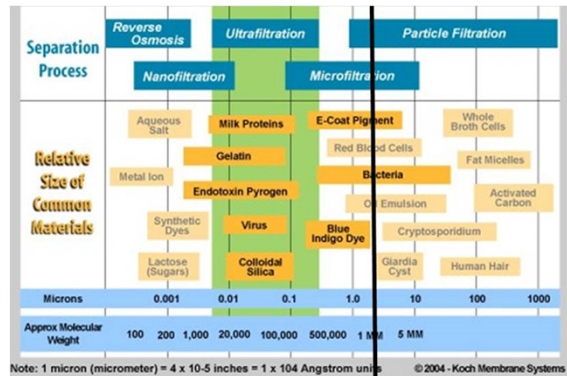 Separation
Process
Reverse
Osmosis
Ultrafiltration
Particle Filtration
Nanofiltration
Microfiltration
Relative
Size of
Common
Materials
Aqueous
Salt
Milk Proteins
E-Coat Pigment
Whole
Broth Cells
Gelatin
Red Blood Cells
Fat Micelles
Metal Ion
Bacteria
Endotoxin Pyrogen
Oil Emulsion
Activated
Carbon
Synthetic
Dyes
Virus
Blue
Indigo Dye
Cryptosporidium
Lactose
(Sugars)
Colloidal
Silica
Giardia
Cyst
Human Hair
Microns 0.001 0.01 0.1 1.0 10 100 1000
Approx Molecular
Weight
100 200 1,000 20,000 100,000 500,000 1 MM 5 MM
Note: 1 micron (micrometer) = 4 x 10-5 inches = 1 x 104 Angstrom units
© 2004 - Koch Membrane Systems